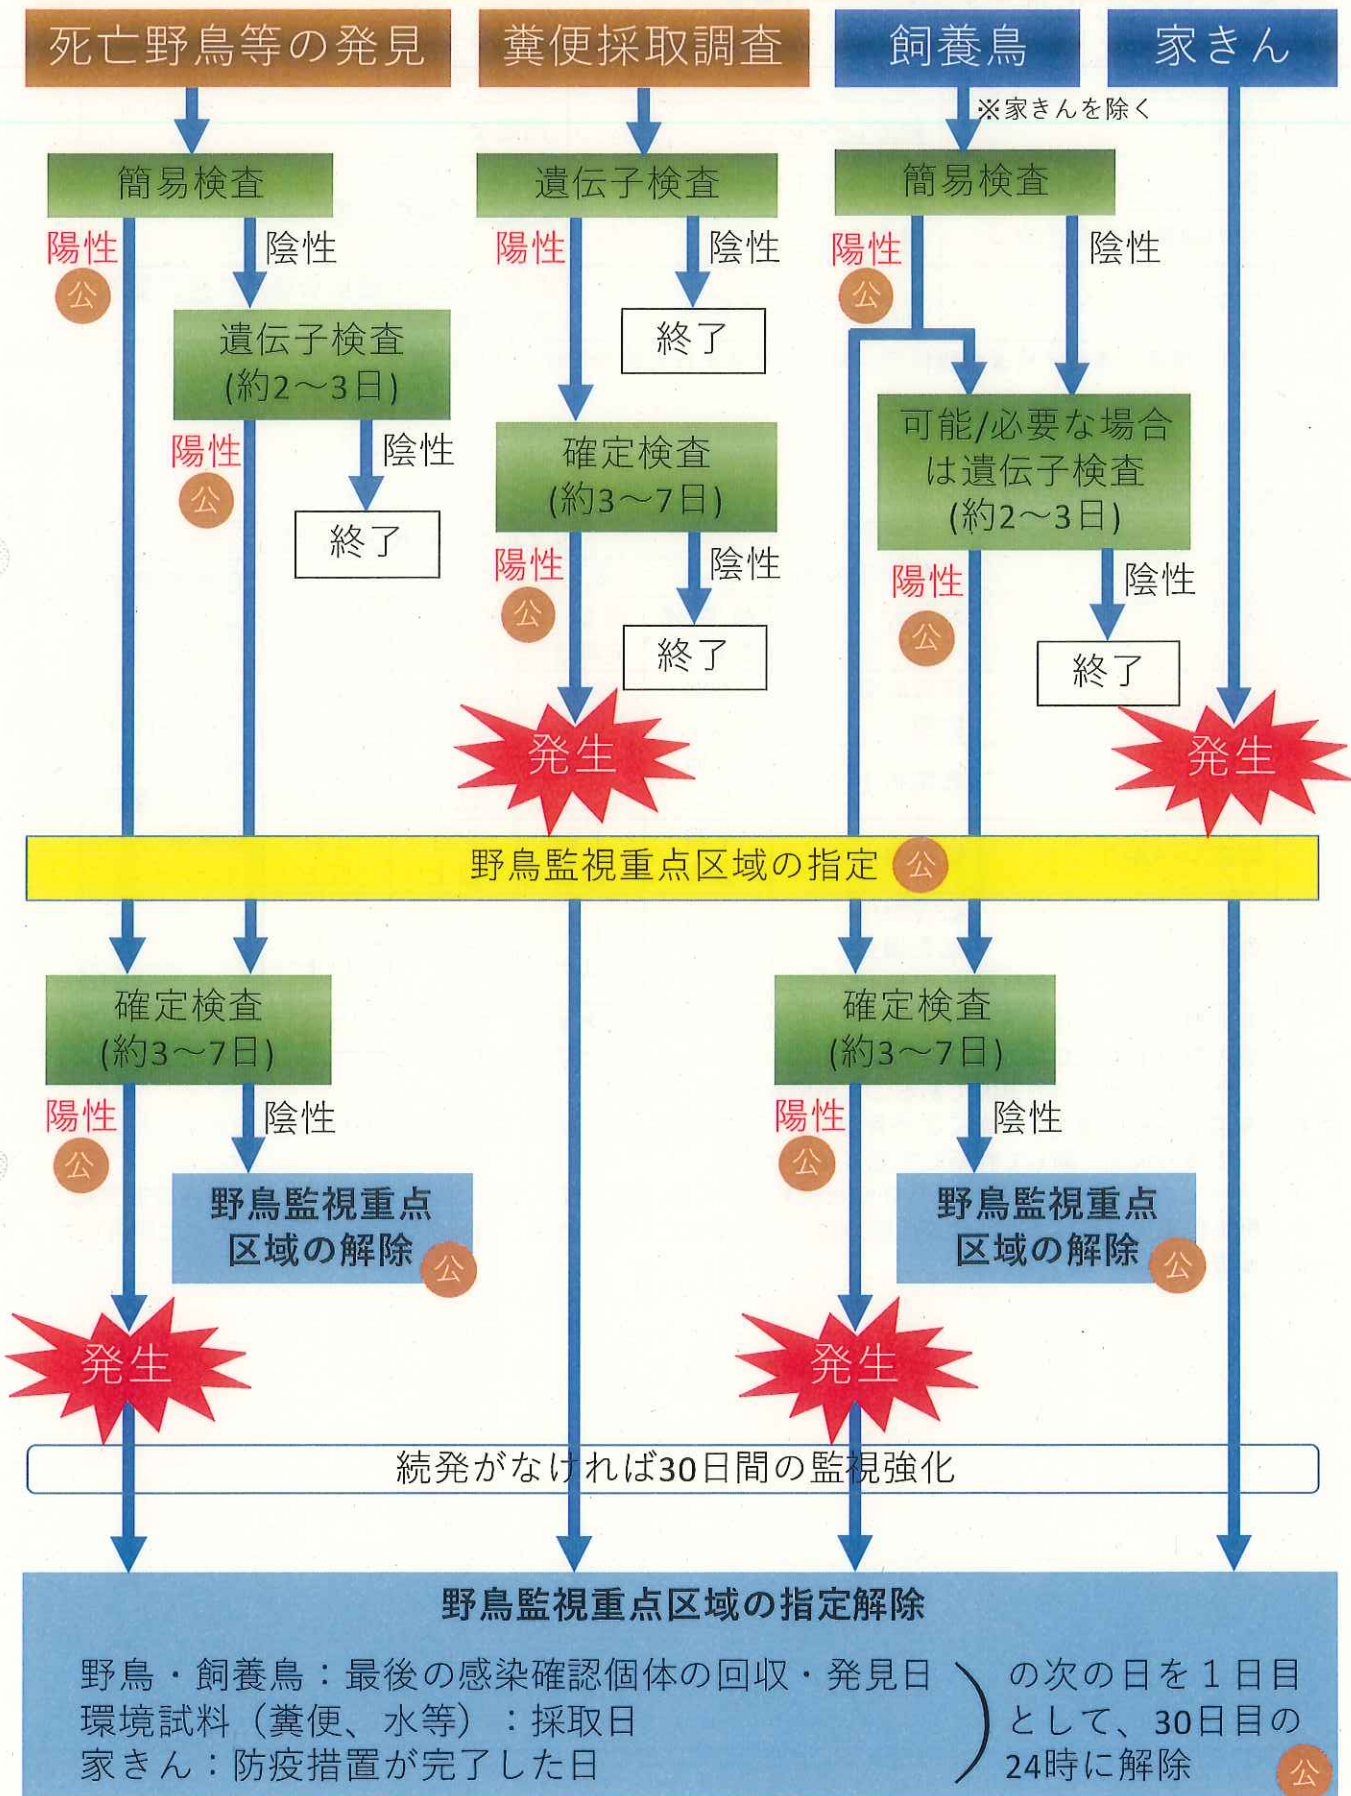 死亡野鳥等の発見
糞便採取調査
飼養鳥
家きん
※家きんを除く
簡易検査
遺伝子検査
簡易検査
陽性
公
陰性
陽性
陰性
陽性
公
陰性
終了
遺伝子検査
(約2～3日)
陽性
公
陰性
終了
確定検査
(約3～7日)
陽性
公
陰性
終了
可能/必要な場合
は遺伝子検査
(約2～3日)
陽性
公
陰性
終了
発生
発生
野鳥監視重点区域の指定 公
確定検査
(約3～7日)
陽性
公
陰性
野鳥監視重点
区域の解除 公
発生
確定検査
(約3～7日)
陽性
公
陰性
野鳥監視重点
区域の解除 公
発生
続発がなければ30日間の監視強化
野鳥監視重点区域の指定解除
野鳥・飼養鳥：最後の感染確認個体の回収・発見日
環境試料（糞便、水等）：採取日
家きん：防疫措置が完了した日
の次の日を１日目
として、30日目の
24時に解除 公